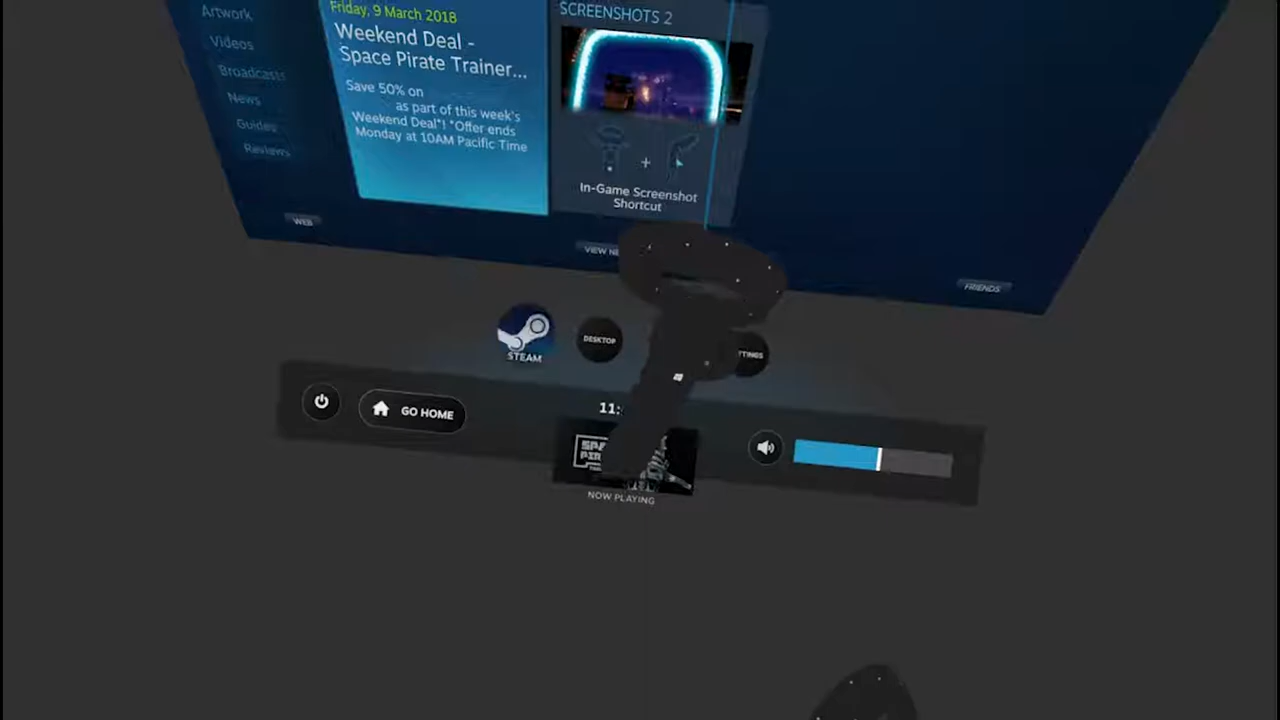 Artwork
Videos
Broadcasts
News
Guides
Reviews
WEB
Friday, 9 March 2018
Weekend Deal -
Space Pirate Trainer...
Save 50% on
as part of this week's
Weekend Deal*! *Offer ends
Monday at 10AM Pacific Time
SCREENSHOTS 2
+
In-Game Screenshot
Shortcut
VIEW
FRIENDS
STEAM
DESKTOP
GO HOME
11:
NOW PLAYING